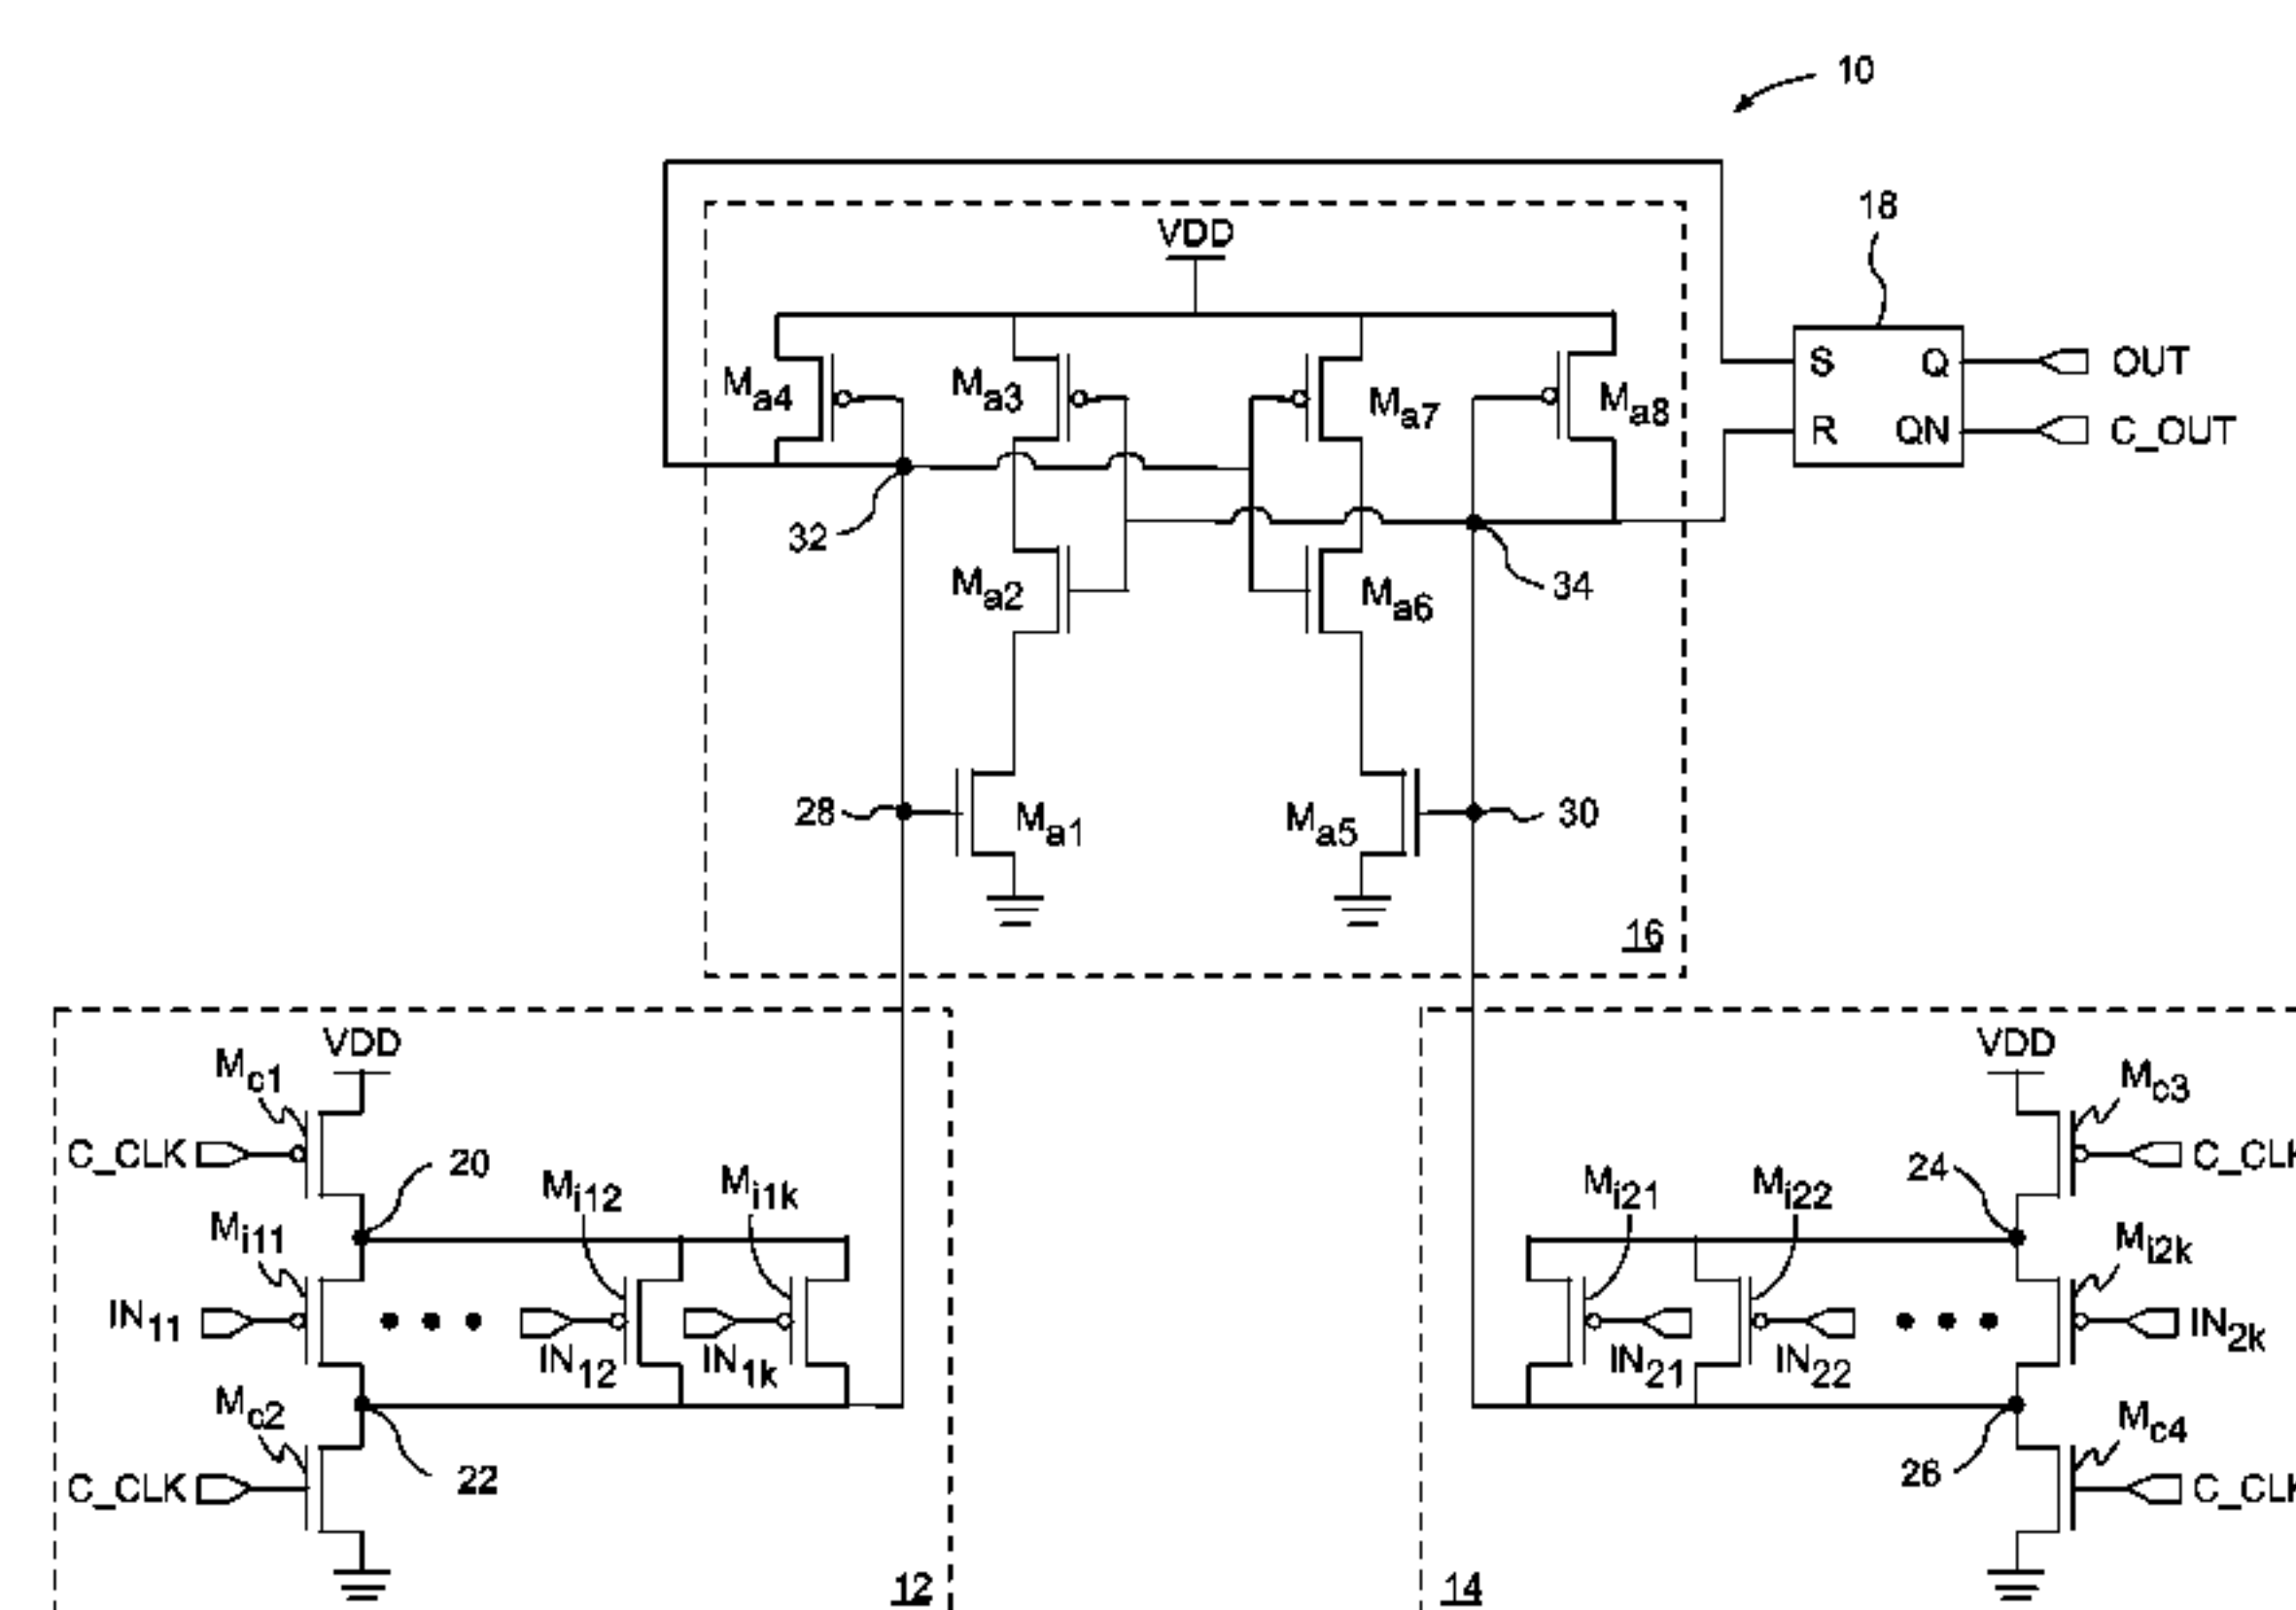 10
18
VDD
S Q OUT
R QN C_OUT
Ma4 Ma3 Ma7 Ma8
32
34
Ma2 Ma6
28 Ma1 Ma5 30
16
VDD
Mc1
C_CLK
20
Mi11
Mi12
Mi1k
IN11
IN12
IN1k
Mc2
22
C_CLK
12
VDD
Mc3
24
Mi21
Mi22
Mi2k
IN21
IN22
IN2k
Mc4
26
14